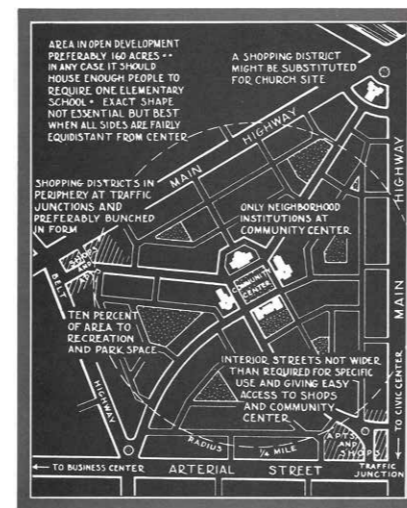 AREA IN OPEN DEVELOPMENT
PREFERABLY 160 ACRES ••
IN ANY CASE IT SHOULD
HOUSE ENOUGH PEOPLE TO
REQUIRE ONE ELEMENTARY
SCHOOL • EXACT SHAPE
NOT ESSENTIAL BUT BEST
WHEN ALL SIDES ARE FAIRLY
EQUIDISTANT FROM CENTER
A SHOPPING DISTRICT
MIGHT BE SUBSTITUTED
FOR CHURCH SITE
MAIN HIGHWAY
HIGHWAY
MAIN
SHOPPING DISTRICTS IN
PERIPHERY AT TRAFFIC
JUNCTIONS AND
PREFERABLY BUNCHED
IN FORM
ONLY NEIGHBORHOOD
INSTITUTIONS AT
COMMUNITY CENTER
SHOPS
AND
APTS
BELT
HIGHWAY
COMMUNITY
CENTER
TEN PERCENT
OF AREA TO
RECREATION
AND PARK SPACE
INTERIOR STREETS NOT WIDER
THAN REQUIRED FOR SPECIFIC
USE AND GIVING EASY
ACCESS TO SHOPS
AND COMMUNITY
CENTER
TO CIVIC CENTER
RADIUS ¼ MILE
APTS
AND
SHOPS
TO BUSINESS CENTER
ARTERIAL STREET
TRAFFIC
JUNCTION